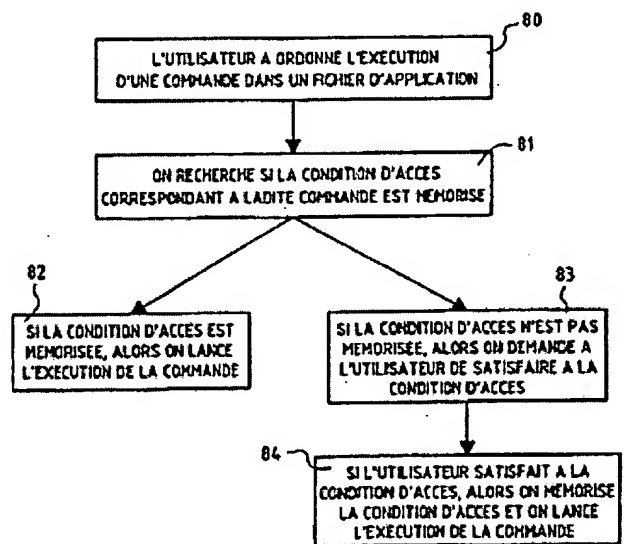 80
L'UTILISATEUR A ORDONNE L'EXECUTION
D'UNE COMMANDE DANS UN FICHIER D'APPLICATION
81
ON RECHERCHE SI LA CONDITION D'ACCES
CORRESPONDANT A LADITE COMMANDE EST MEMORISE
82
SI LA CONDITION D'ACCES EST
MEMORISEE, ALORS ON LANCE
L'EXECUTION DE LA COMMANDE
83
SI LA CONDITION D'ACCES N'EST PAS
MEMORISEE, ALORS ON DEMANDE A
L'UTILISATEUR DE SATISFAIRE A LA
CONDITION D'ACCES
84
SI L'UTILISATEUR SATISFAIT A LA
CONDITION D'ACCES, ALORS ON MEMORISE
LA CONDITION D'ACCES ET ON LANCE
L'EXECUTION DE LA COMMANDE